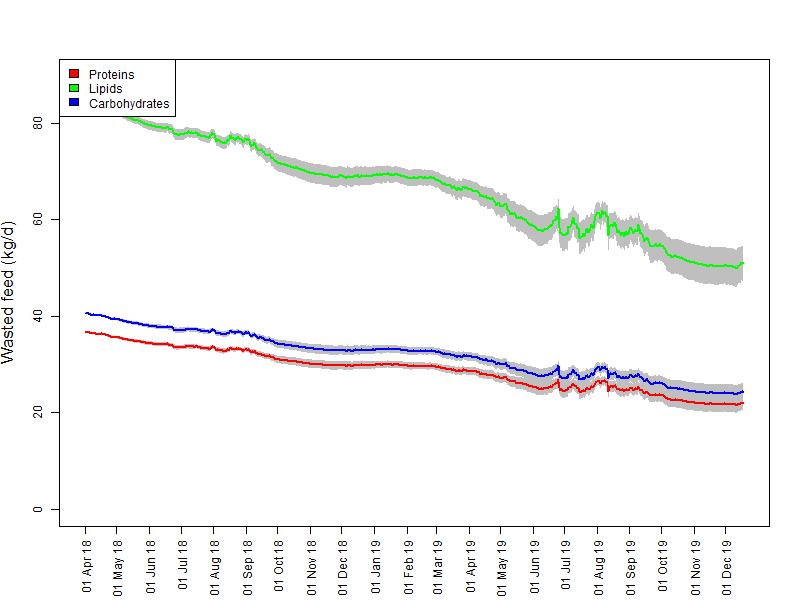 Proteins
Lipids
Carbohydrates
Wasted feed (kg/d)
80
60
40
20
0
01 Apr 18
01 May 18
01 Jun 18
01 Jul 18
01 Aug 18
01 Sep 18
01 Oct 18
01 Nov 18
01 Dec 18
01 Jan 19
01 Feb 19
01 Mar 19
01 Apr 19
01 May 19
01 Jun 19
01 Jul 19
01 Aug 19
01 Sep 19
01 Oct 19
01 Nov 19
01 Dec 19